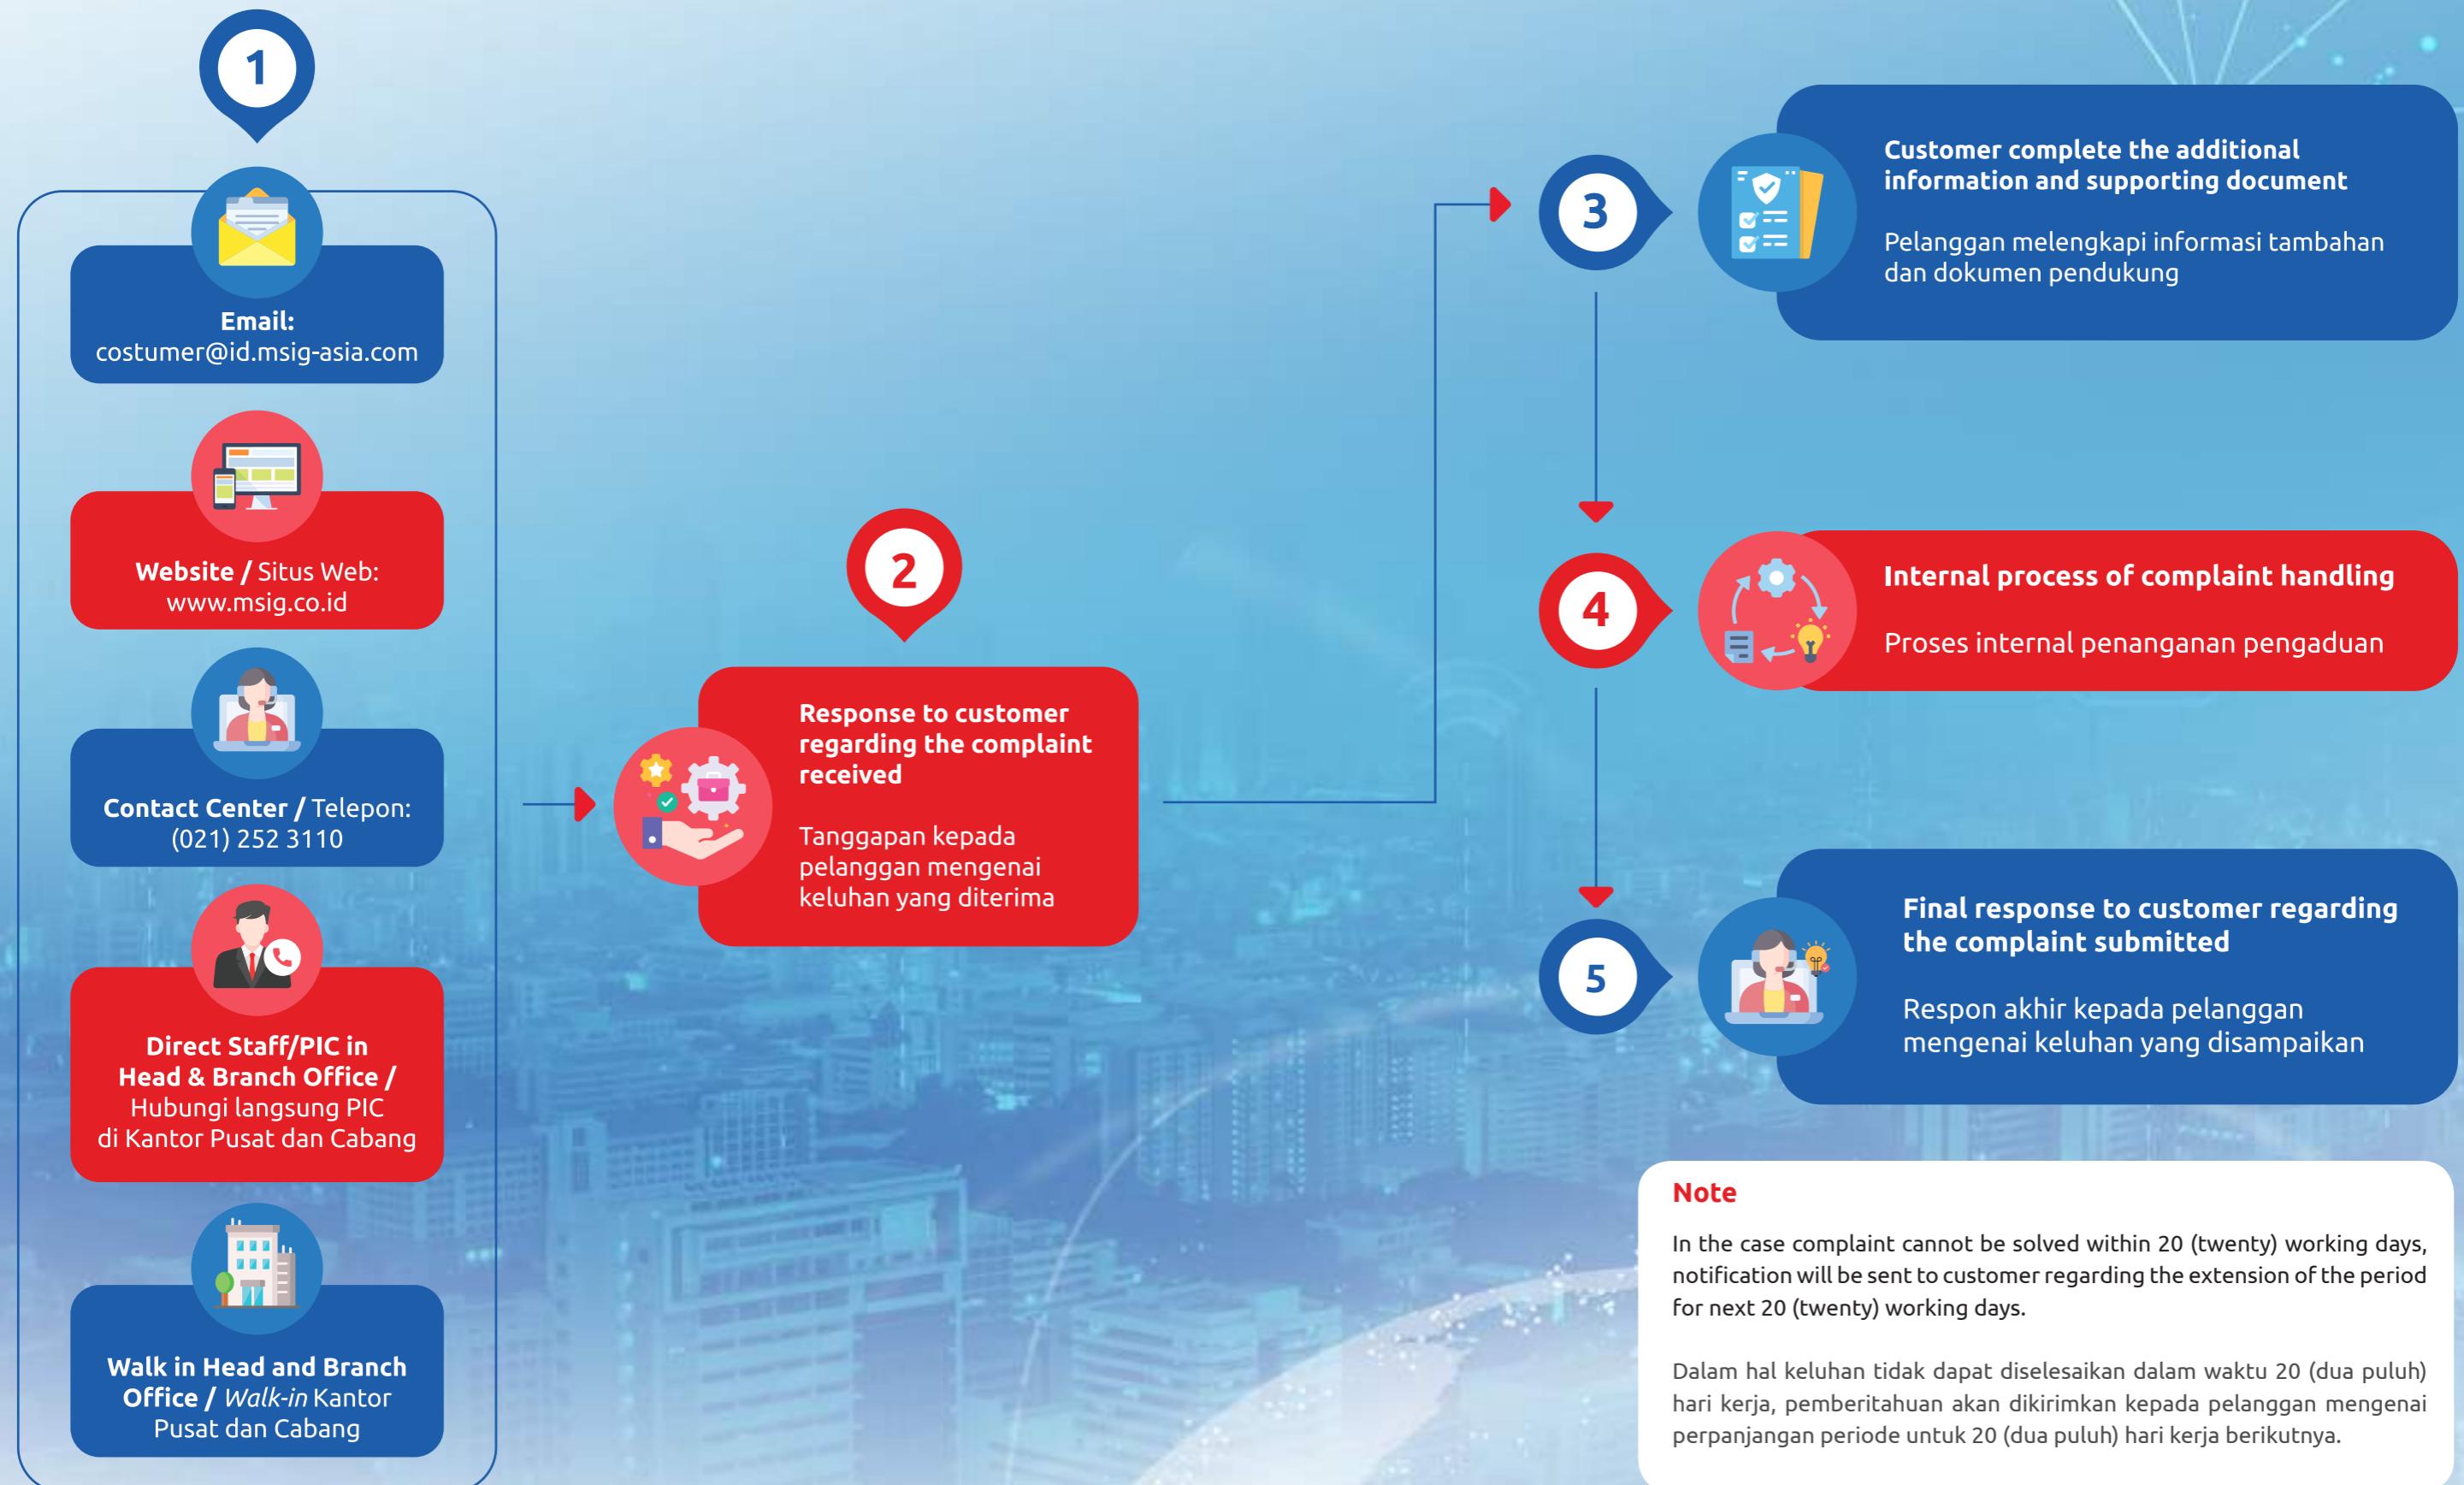 1
Email:
costumer@id.msig-asia.com
Website / Situs Web:
www.msig.co.id
Contact Center / Telepon:
(021) 252 3110
Direct Staff/PIC in
Head & Branch Office /
Hubungi langsung PIC
di Kantor Pusat dan Cabang
Walk in Head and Branch
Office / Walk-in Kantor
Pusat dan Cabang
2
Response to customer
regarding the complaint
received
Tanggapan kepada
pelanggan mengenai
keluhan yang diterima
3
Customer complete the additional
information and supporting document
Pelanggan melengkapi informasi tambahan
dan dokumen pendukung
4
Internal process of complaint handling
Proses internal penanganan pengaduan
5
Final response to customer regarding
the complaint submitted
Respon akhir kepada pelanggan
mengenai keluhan yang disampaikan
Note
In the case complaint cannot be solved within 20 (twenty) working days,
notification will be sent to customer regarding the extension of the period
for next 20 (twenty) working days.
Dalam hal keluhan tidak dapat diselesaikan dalam waktu 20 (dua puluh)
hari kerja, pemberitahuan akan dikirimkan kepada pelanggan mengenai
perpanjangan periode untuk 20 (dua puluh) hari kerja berikutnya.